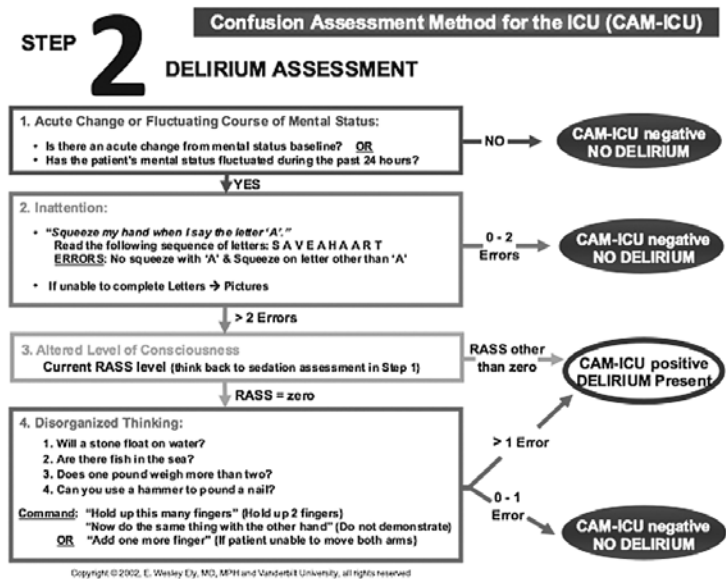 Confusion Assessment Method for the ICU (CAM-ICU)
STEP 2 DELIRIUM ASSESSMENT
1. Acute Change or Fluctuating Course of Mental Status:
• Is there an acute change from mental status baseline? OR
• Has the patient's mental status fluctuated during the past 24 hours?
NO
CAM-ICU negative
NO DELIRIUM
YES
2. Inattention:
• "Squeeze my hand when I say the letter 'A'."
Read the following sequence of letters: S A V E A H A A R T
ERRORS: No squeeze with 'A' & Squeeze on letter other than 'A'
• If unable to complete Letters → Pictures
0 - 2
Errors
CAM-ICU negative
NO DELIRIUM
> 2 Errors
3. Altered Level of Consciousness
Current RASS level (think back to sedation assessment in Step 1)
RASS other
than zero
CAM-ICU positive
DELIRIUM Present
RASS = zero
4. Disorganized Thinking:
1. Will a stone float on water?
2. Are there fish in the sea?
3. Does one pound weigh more than two?
4. Can you use a hammer to pound a nail?
Command: "Hold up this many fingers" (Hold up 2 fingers)
"Now do the same thing with the other hand" (Do not demonstrate)
OR "Add one more finger" (If patient unable to move both arms)
> 1 Error
0 - 1
Error
CAM-ICU negative
NO DELIRIUM
Copyright © 2002, E. Wesley Ely, MD, MPH and Vanderbilt University, all rights reserved